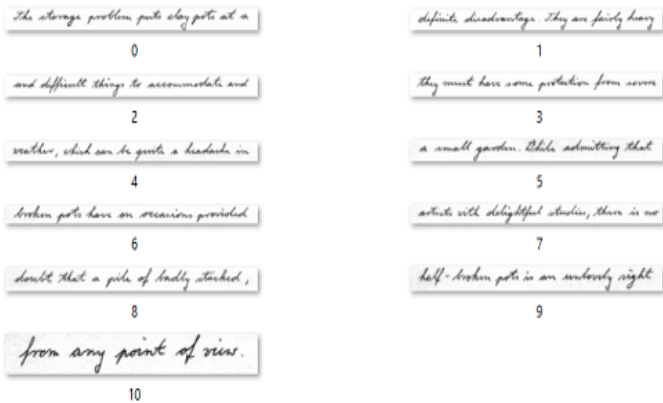 The storage problem puts clay pots at a
0
definite disadvantage. They are fairly heavy
1
and difficult things to accommodate and
2
they must have some protection from severe
3
weather, which can be quite a headache in
4
a small garden. While admitting that
5
broken pots have on occasions provided
6
artists with delightful studies, there is no
7
doubt that a pile of badly stacked,
8
half-broken pots is an unlovely sight
9
from any point of view.
10